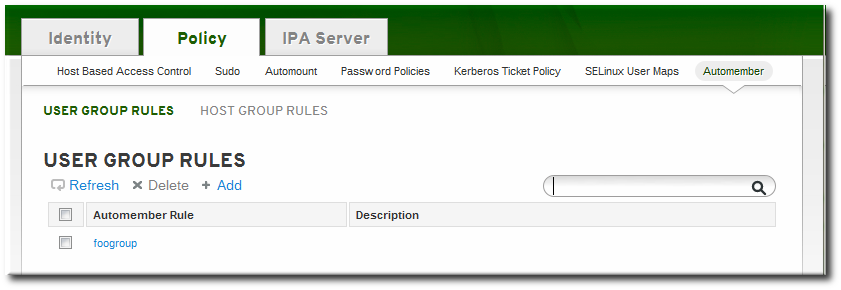 Identity Policy IPA Server
Host Based Access Control Sudo Automount Password Policies Kerberos Ticket Policy SELinux User Maps Automember
USER GROUP RULES HOST GROUP RULES
USER GROUP RULES
Refresh Delete Add
Automember Rule Description
foogroup